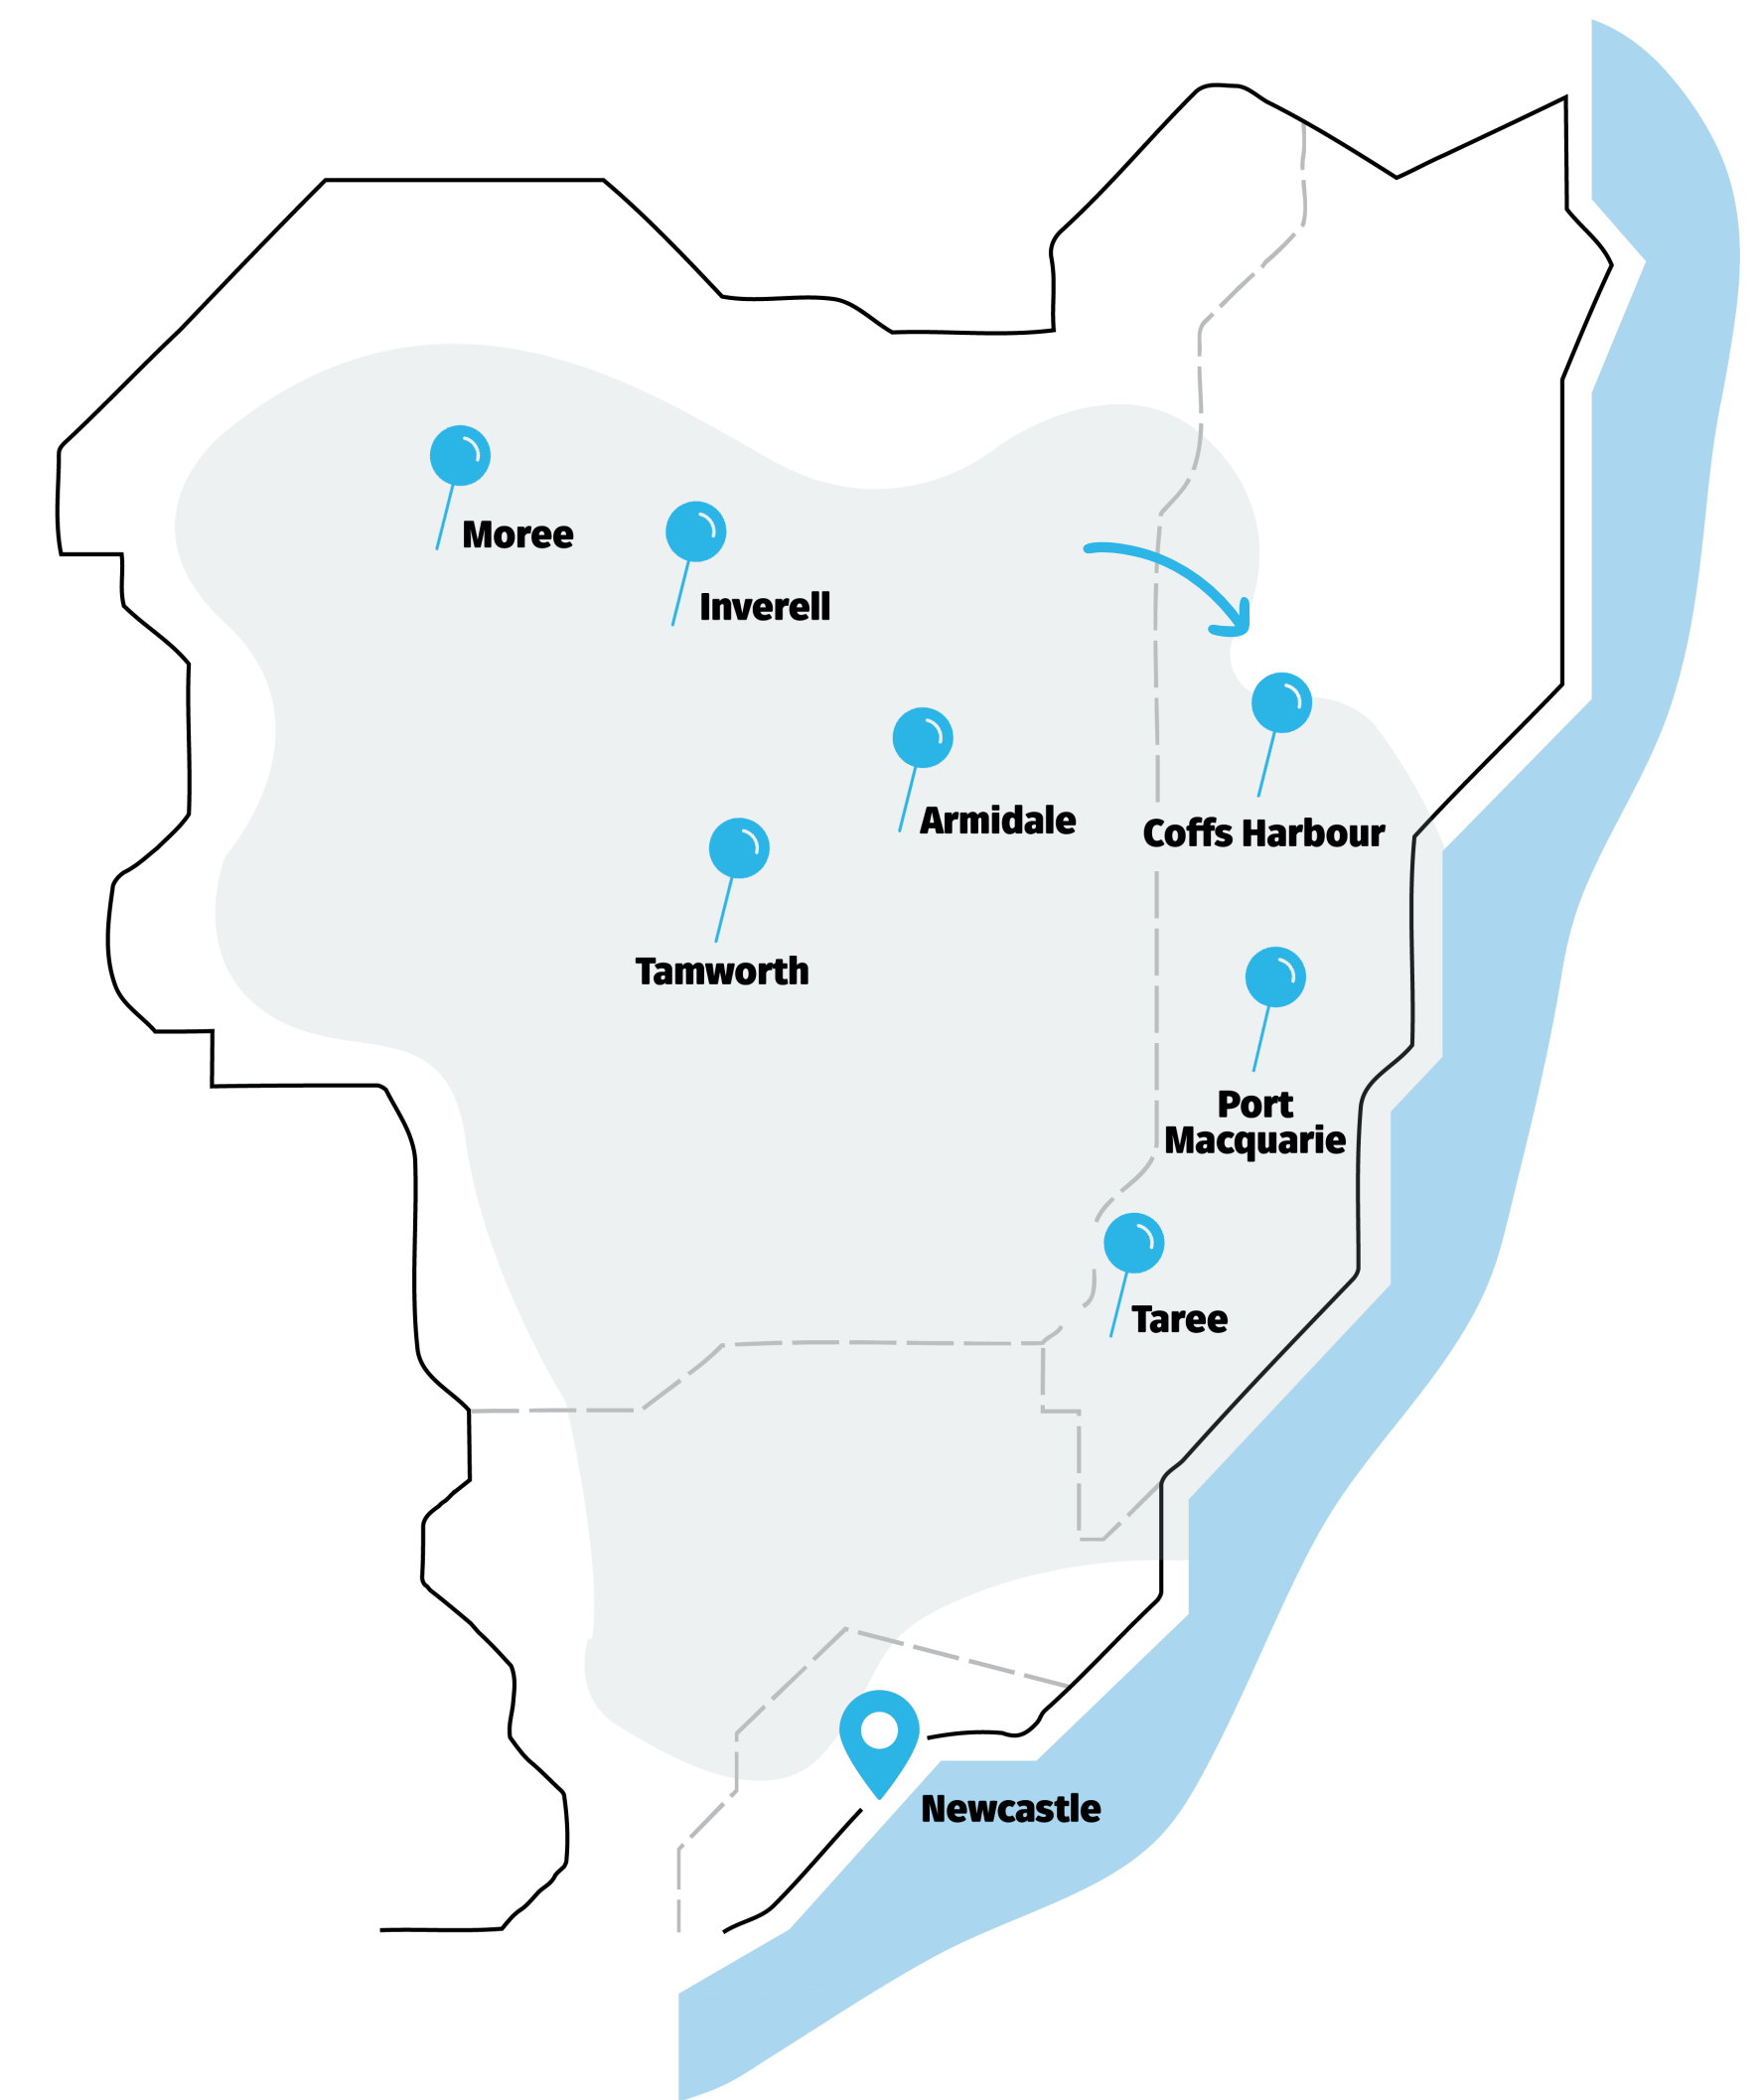 Moree
Inverell
Armidale
Coffs Harbour
Tamworth
Port
Macquarie
Taree
Newcastle